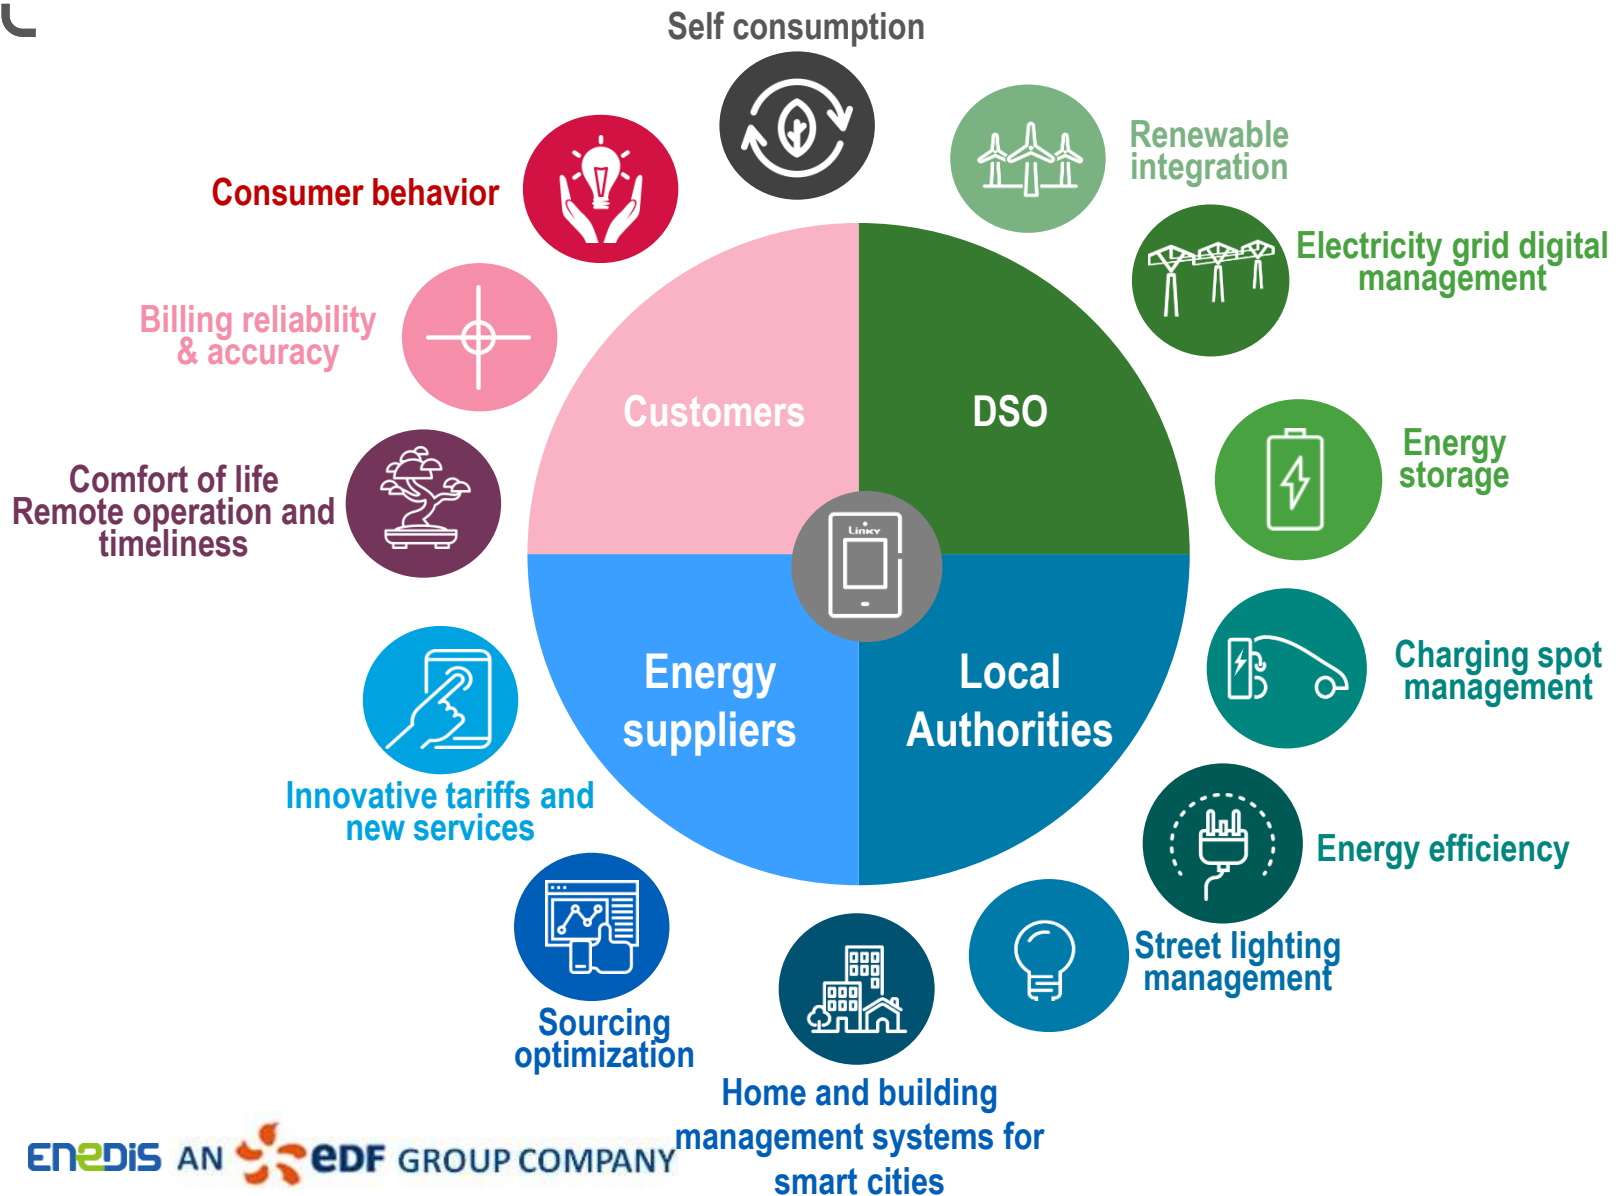 Self consumption
Renewable
integration
Consumer behavior
Electricity grid digital
management
Billing reliability
& accuracy
Customers
DSO
Energy
storage
Comfort of life
Remote operation and
timeliness
Linky
Energy
suppliers
Local
Authorities
Charging spot
management
Innovative tariffs and
new services
Energy efficiency
Street lighting
management
Sourcing
optimization
Home and building
management systems for
smart cities
ENEDIS AN eDF GROUP COMPANY